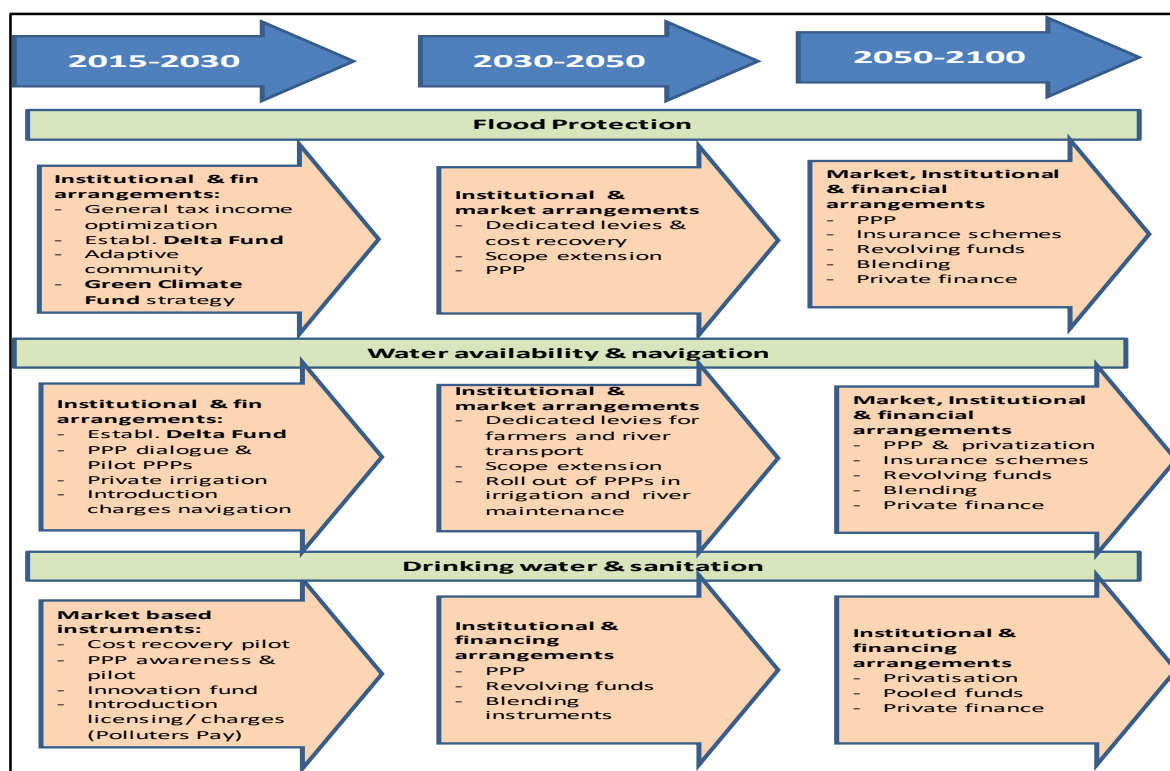 2015-2030
2030-2050
2050-2100
Flood Protection
Institutional & fin
arrangements:
- General tax income
optimization
- Establ. Delta Fund
- Adaptive
community
- Green Climate
Fund strategy
Institutional &
market arrangements
- Dedicated levies &
cost recovery
- Scope extension
- PPP
Market, Institutional
& financial
arrangements
- PPP
- Insurance schemes
- Revolving funds
- Blending
- Private finance
Water availability & navigation
Institutional & fin
arrangements:
- Establ. Delta Fund
- PPP dialogue &
Pilot PPPs
- Private irrigation
- Introduction
charges navigation
Institutional &
market arrangements
- Dedicated levies for
farmers and river
transport
- Scope extension
- Roll out of PPPs in
irrigation and river
maintenance
Market, Institutional
& financial
arrangements
- PPP & privatization
- Insurance schemes
- Revolving funds
- Blending
- Private finance
Drinking water & sanitation
Market based
instruments:
- Cost recovery pilot
- PPP awareness &
pilot
- Innovation fund
- Introduction
licensing/charges
(Polluters Pay)
Institutional &
financing
arrangements
- PPP
- Revolving funds
- Blending
instruments
Institutional &
financing
arrangements
- Privatisation
- Pooled funds
- Private finance